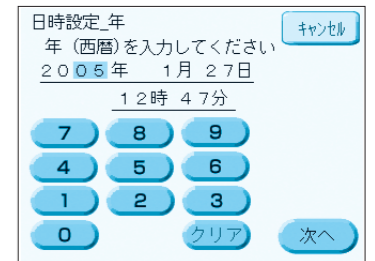 日時設定_年
キャンセル
年（西暦）を入力してください
２００５年　１月２７日
１２時４７分
7 8 9
4 5 6
1 2 3
0 クリア 次へ